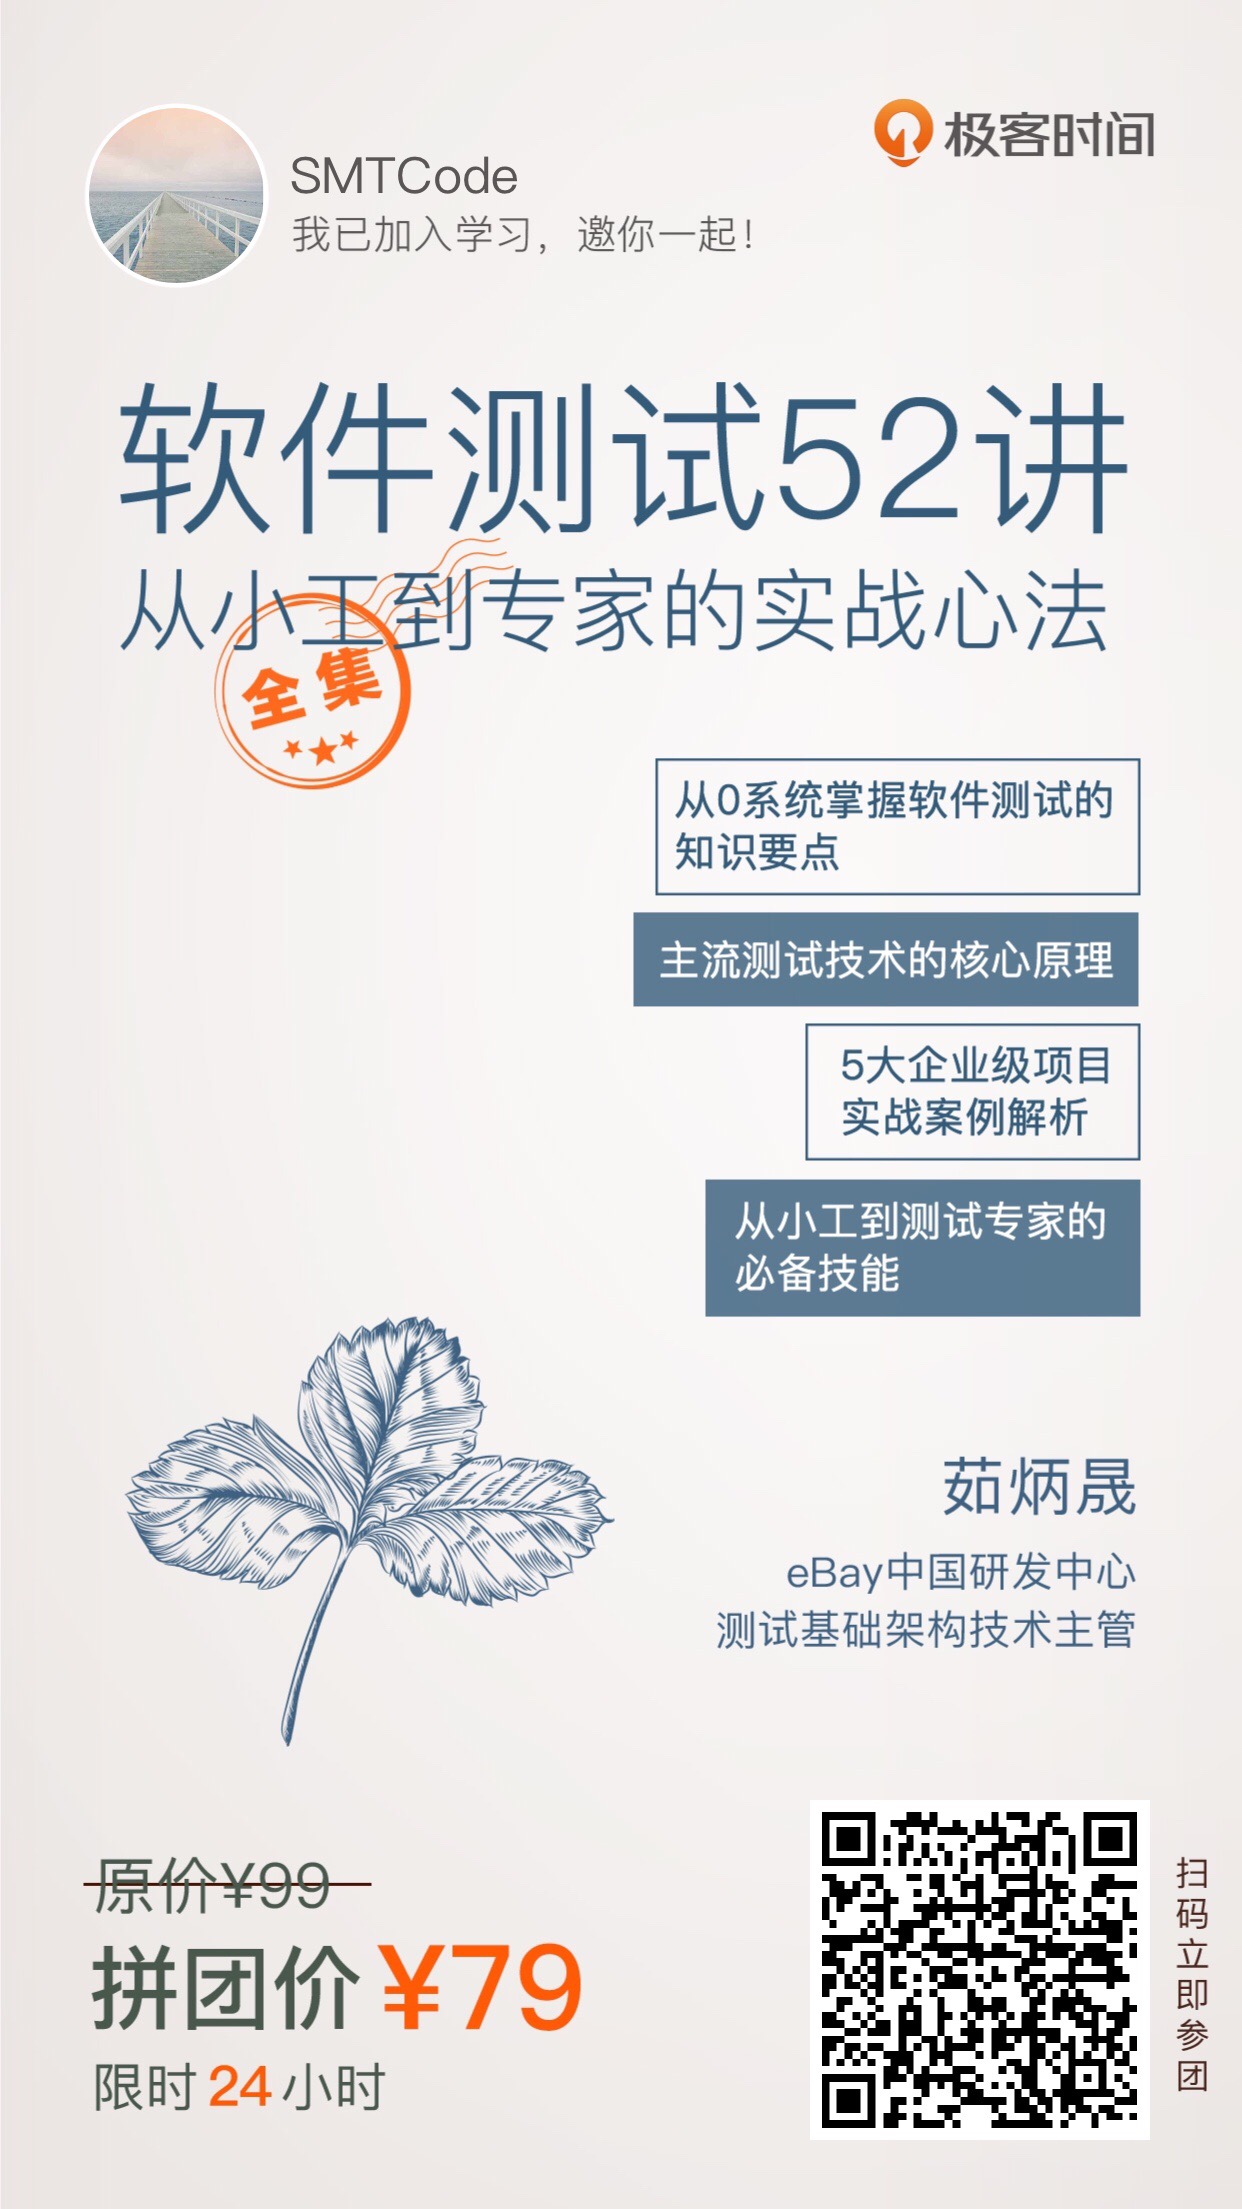 极客时间
SMTCode
我已加入学习，邀你一起！
软件测试52讲
从小工到专家的实战心法
全集
从0系统掌握软件测试的
知识要点
主流测试技术的核心原理
5大企业级项目
实战案例解析
从小工到测试专家的
必备技能
茹炳晟
eBay中国研发中心
测试基础架构技术主管
原价¥99
拼团价¥79
限时24小时
扫码立即参团